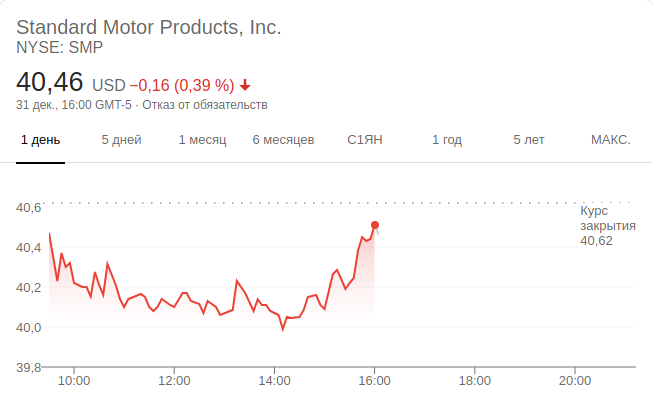 Standard Motor Products, Inc.
NYSE: SMP
40,46 USD −0,16 (0,39 %)
31 дек., 16:00 GMT-5 · Отказ от обязательств
1 день 5 дней 1 месяц 6 месяцев С1ЯН 1 год 5 лет МАКС.
40,6
Курс
закрытия
40,62
40,4
40,2
40,0
39,8
10:00 12:00 14:00 16:00 18:00 20:00